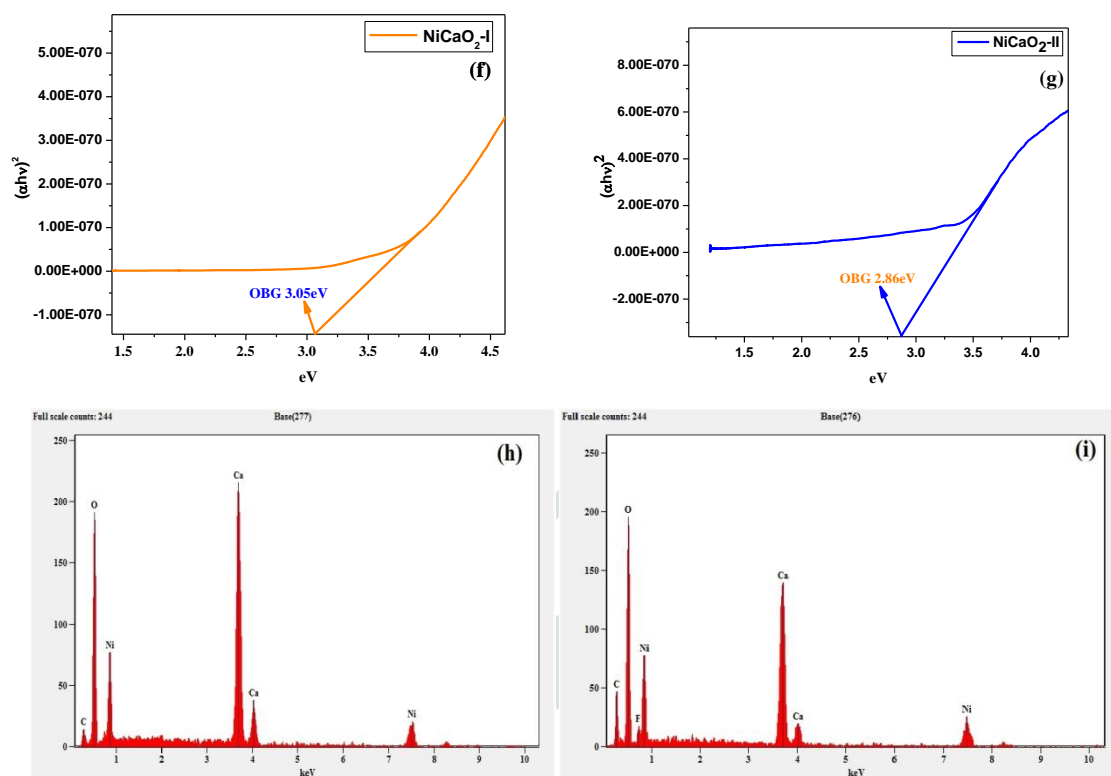 NiCaO₂-I
(f)
5.00E-070
4.00E-070
3.00E-070
2.00E-070
1.00E-070
0.00E+000
-1.00E-070
(αhν)²
OBG 3.05eV
1.5 2.0 2.5 3.0 3.5 4.0 4.5
eV
NiCaO2-II
(g)
8.00E-070
6.00E-070
4.00E-070
2.00E-070
0.00E+000
-2.00E-070
(αhν)2
OBG 2.86eV
1.5 2.0 2.5 3.0 3.5 4.0
eV
Full scale counts: 244 Base(277)
(h)
250
200
150
100
50
0
C
O
Ni
Ca
Ca
Ni
1 2 3 4 5 6 7 8 9 10
keV
Full scale counts: 244 Base(276)
(i)
250
200
150
100
50
0
C
O
F
Ni
Ca
Ca
Ni
1 2 3 4 5 6 7 8 9 10
keV